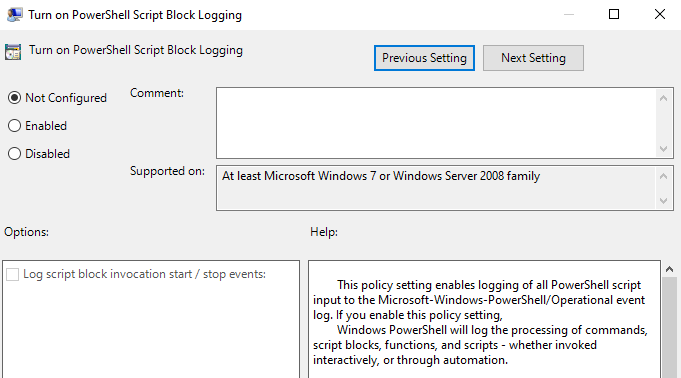 Turn on PowerShell Script Block Logging
Turn on PowerShell Script Block Logging
Previous Setting
Next Setting
Not Configured
Comment:
Enabled
Disabled
Supported on:
At least Microsoft Windows 7 or Windows Server 2008 family
Options:
Help:
Log script block invocation start / stop events:
This policy setting enables logging of all PowerShell script
input to the Microsoft-Windows-PowerShell/Operational event
log. If you enable this policy setting,
Windows PowerShell will log the processing of commands,
script blocks, functions, and scripts - whether invoked
interactively, or through automation.